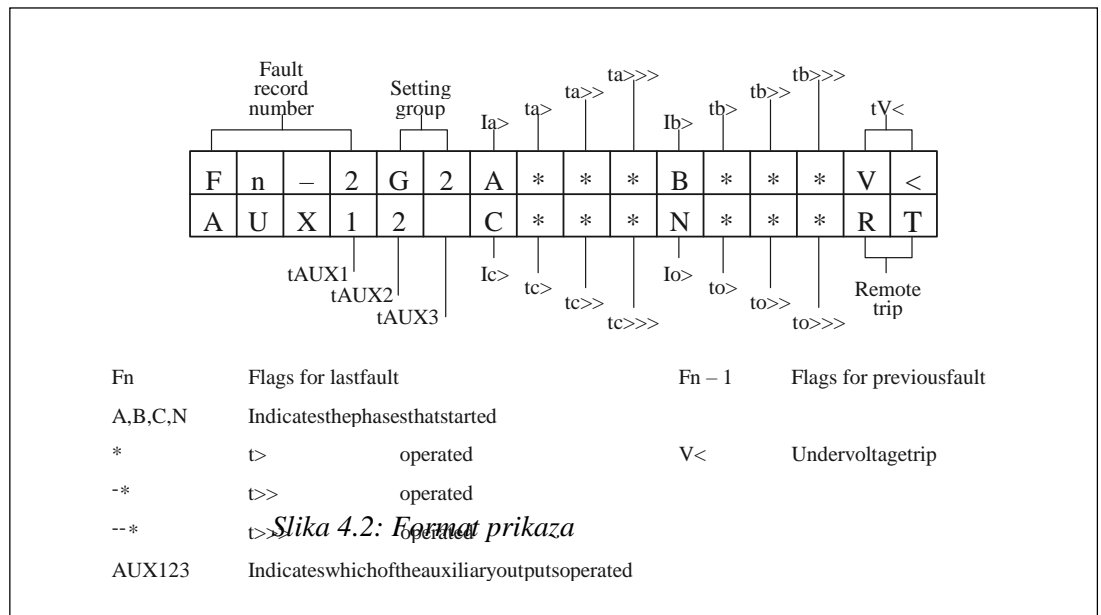 Fault record number
Setting group
Ia>
ta>
ta>>
ta>>>
Ib>
tb>
tb>>
tb>>>
tV<
F n – 2 G 2 A * * * B * * * V <
A U X 1 2 C * * * N * * * R T
tAUX1
tAUX2
tAUX3
Ic>
tc>
tc>>
tc>>>
Io>
to>
to>>
to>>>
Remote trip
Fn Flags for lastfault Fn – 1 Flags for previousfault
A,B,C,N Indicatesthephasesthatstarted
* t> operated V< Undervoltagetrip
-* t>> operated
--* t>>> operated
Slika 4.2: Format prikaza
AUX123 Indicateswhichoftheauxiliaryoutputsoperated